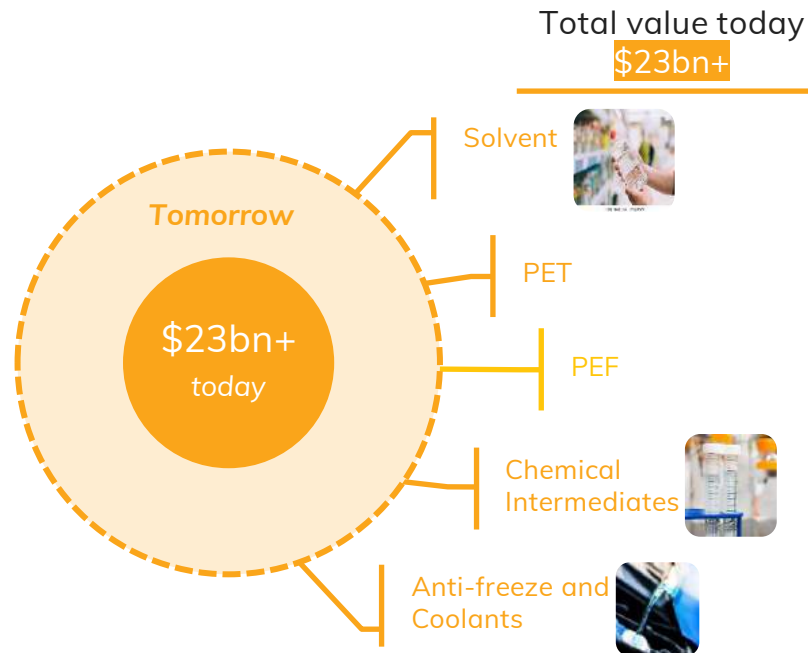 Total value today
$23bn+
Solvent
Tomorrow
PET
$23bn+
today
PEF
Chemical
Intermediates
Anti-freeze and
Coolants